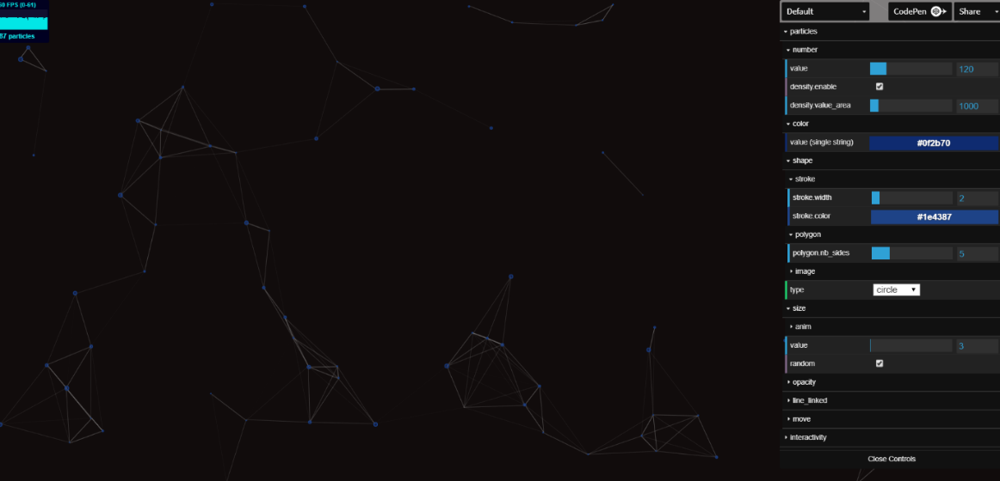 60 FPS (0-61)
87 particles
Default
CodePen
Share
particles
number
value 120
density.enable
density.value_area 1000
color
value (single string) #0f2b70
shape
stroke
stroke.width 2
stroke.color #1e4387
polygon
polygon.nb_sides 5
image
type circle
size
anim
value 3
random
opacity
line_linked
move
interactivity
Close Controls